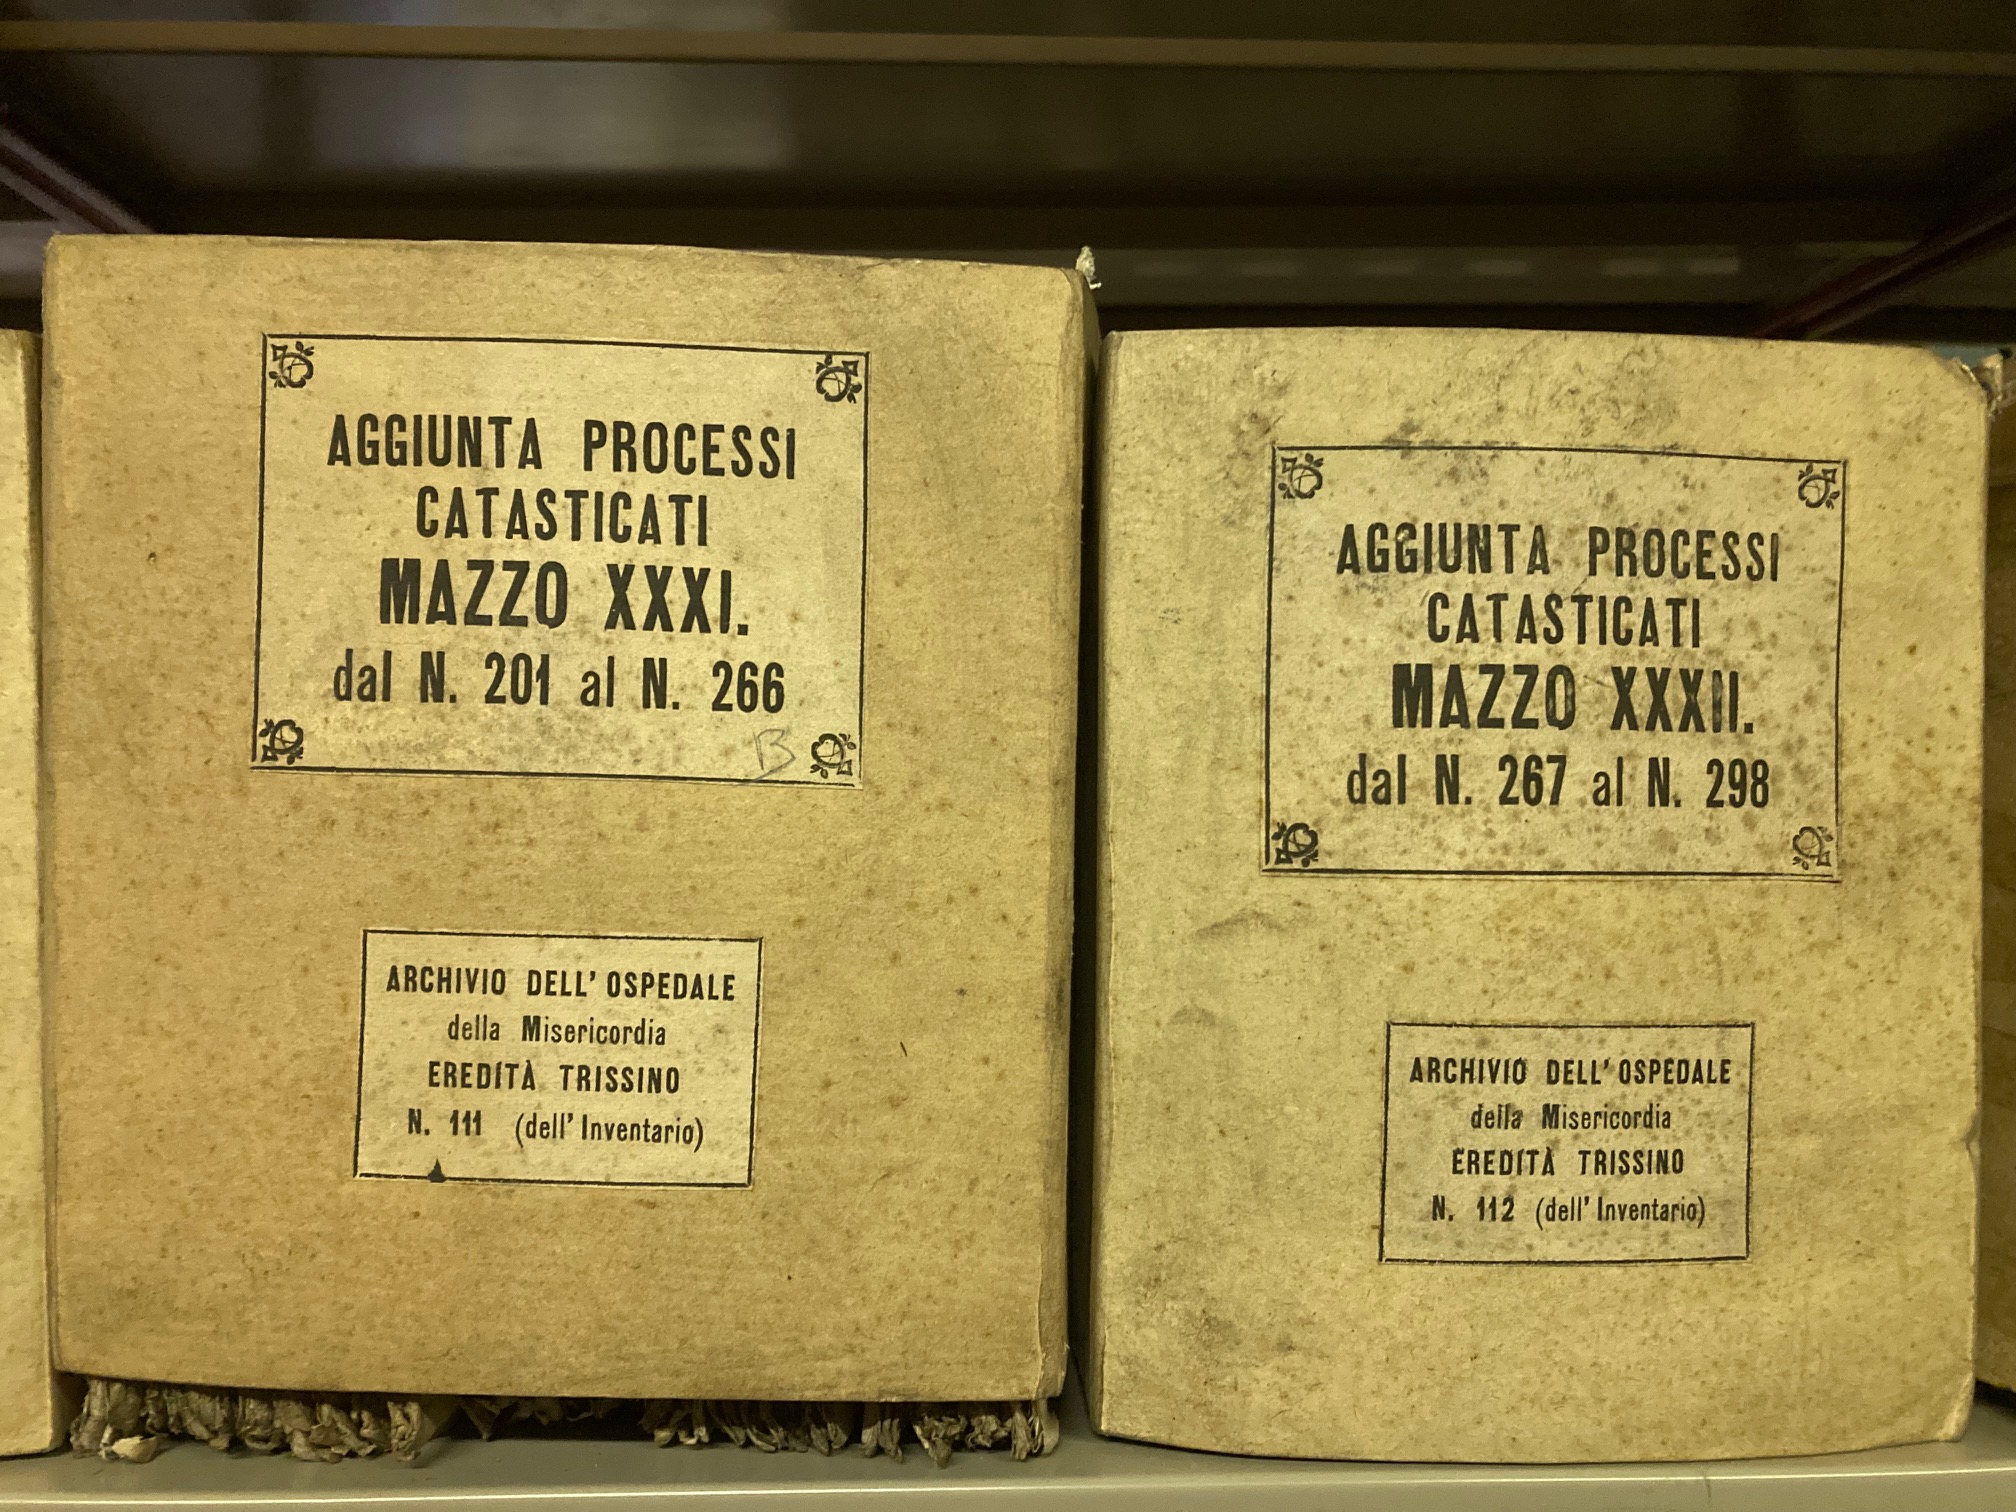 AGGIUNTA PROCESSI
CATASTICATI
MAZZO XXXI.
dal N. 201 al N. 266
B
ARCHIVIO DELL' OSPEDALE
della Misericordia
EREDITÀ TRISSINO
N. 111 (dell' Inventario)
AGGIUNTA PROCESSI
CATASTICATI
MAZZO XXXII.
dal N. 267 al N. 298
ARCHIVIO DELL' OSPEDALE
della Misericordia
EREDITÀ TRISSINO
N. 112 (dell' Inventario)